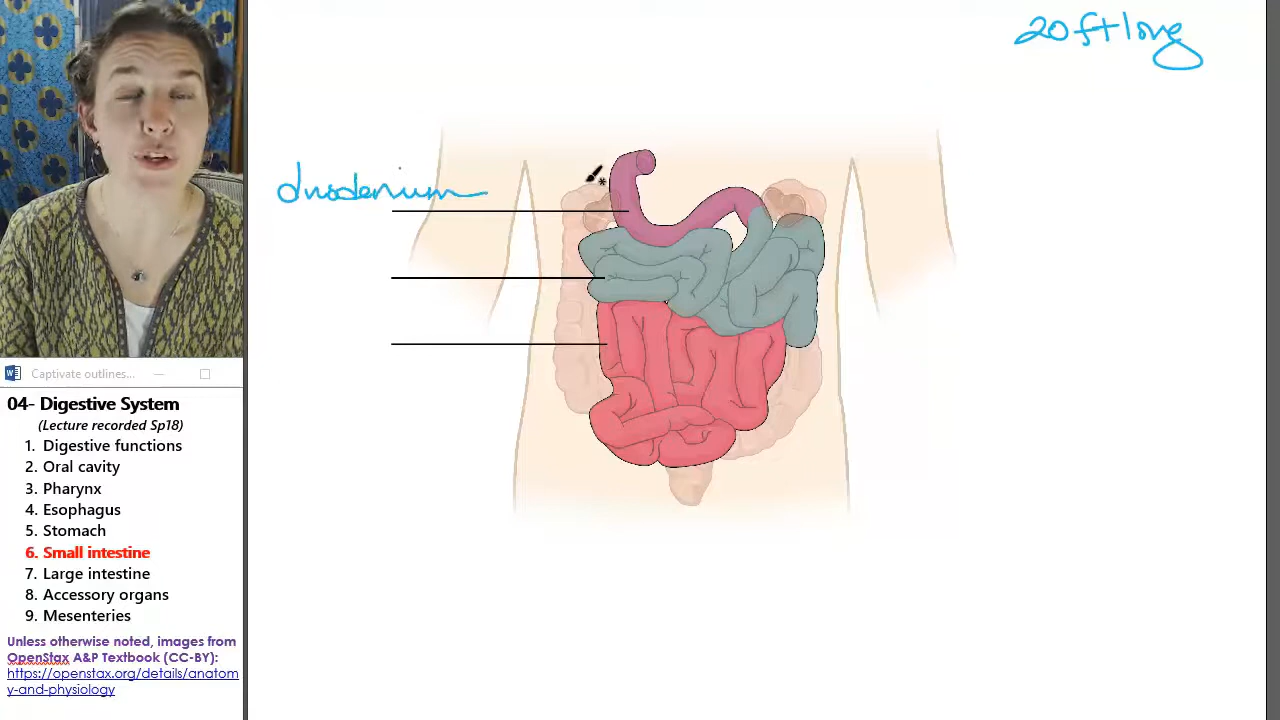 20 ft long
duodenum
Captivate outlines...
04- Digestive System
(Lecture recorded Sp18)
1. Digestive functions
2. Oral cavity
3. Pharynx
4. Esophagus
5. Stomach
6. Small intestine
7. Large intestine
8. Accessory organs
9. Mesenteries
Unless otherwise noted, images from
OpenStax A&P Textbook (CC-BY):
https://openstax.org/details/anatom
y-and-physiology